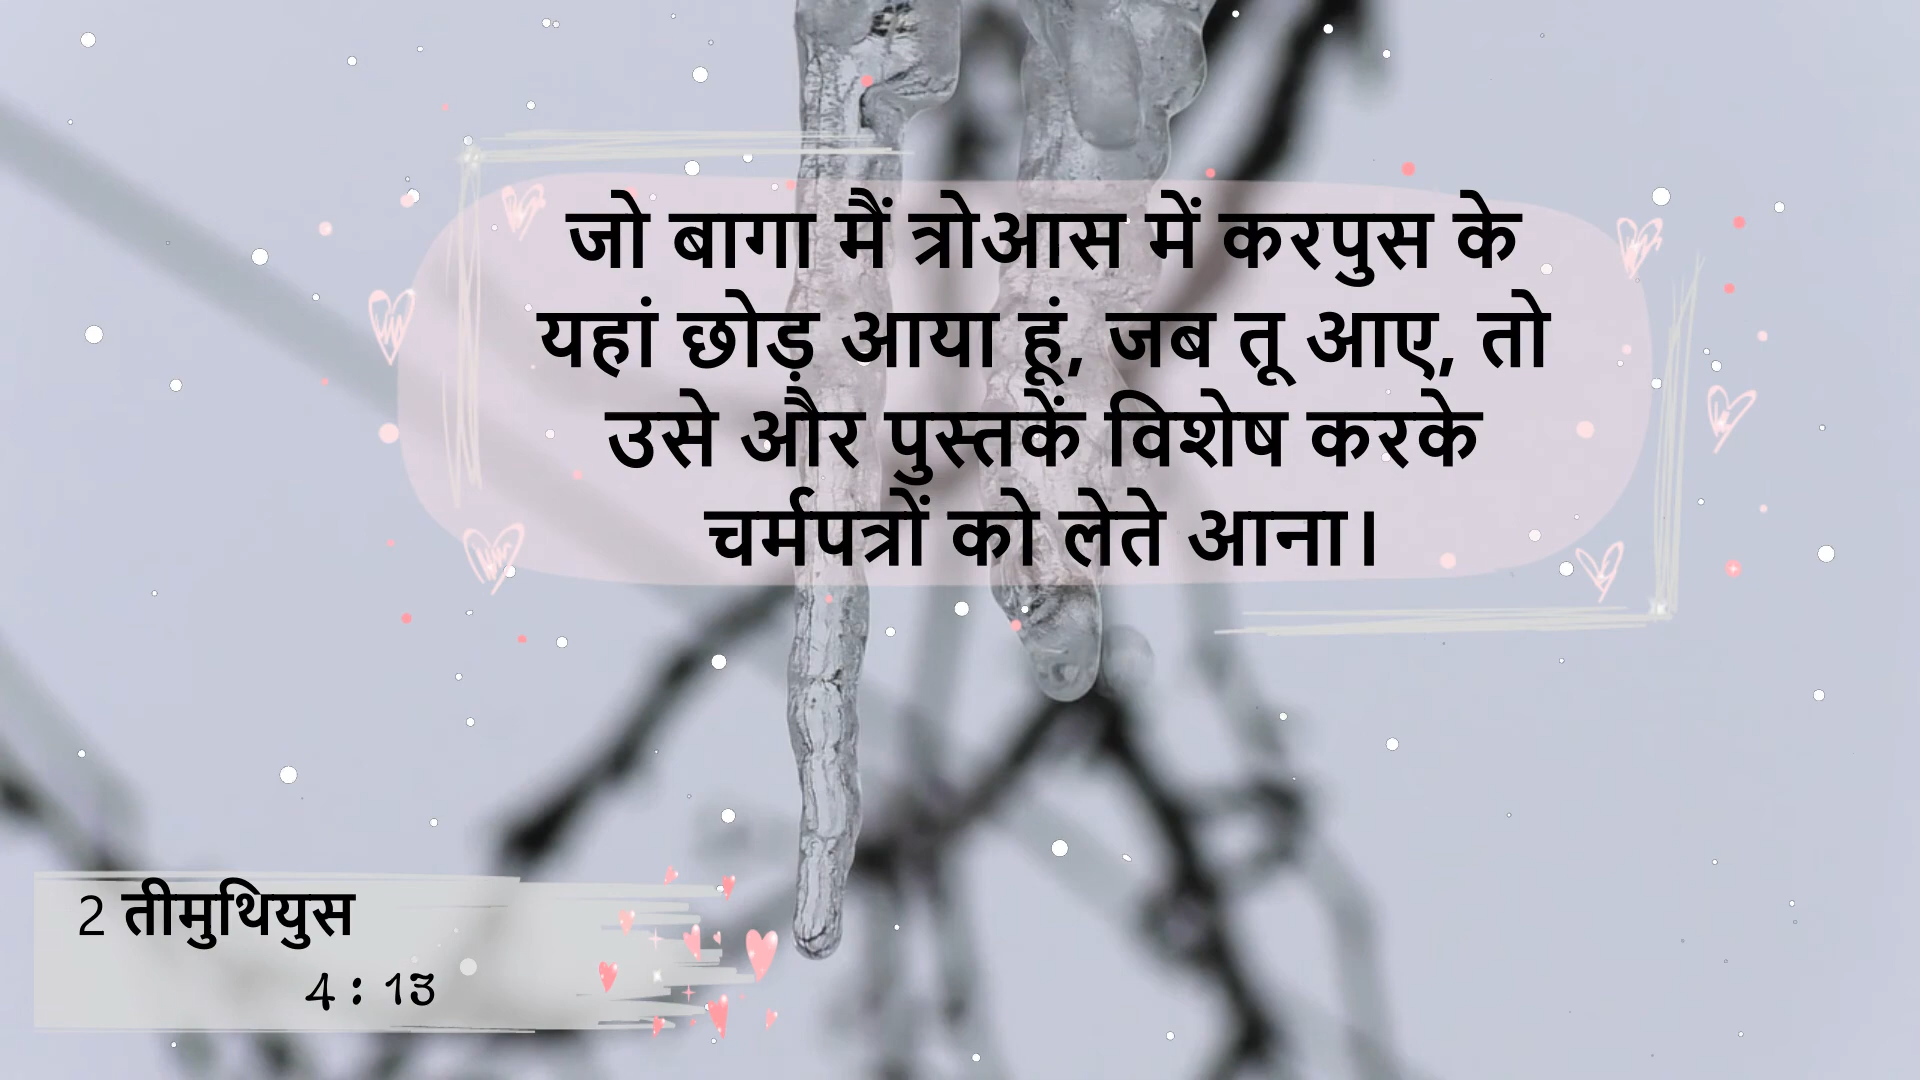 जो बागा मैं त्रोआस में करपुस के
यहां छोड़ आया हूं, जब तू आए, तो
उसे और पुस्तकें विशेष करके
चर्मपत्रों को लेते आना।
2 तीमुथियुस
4 : 13